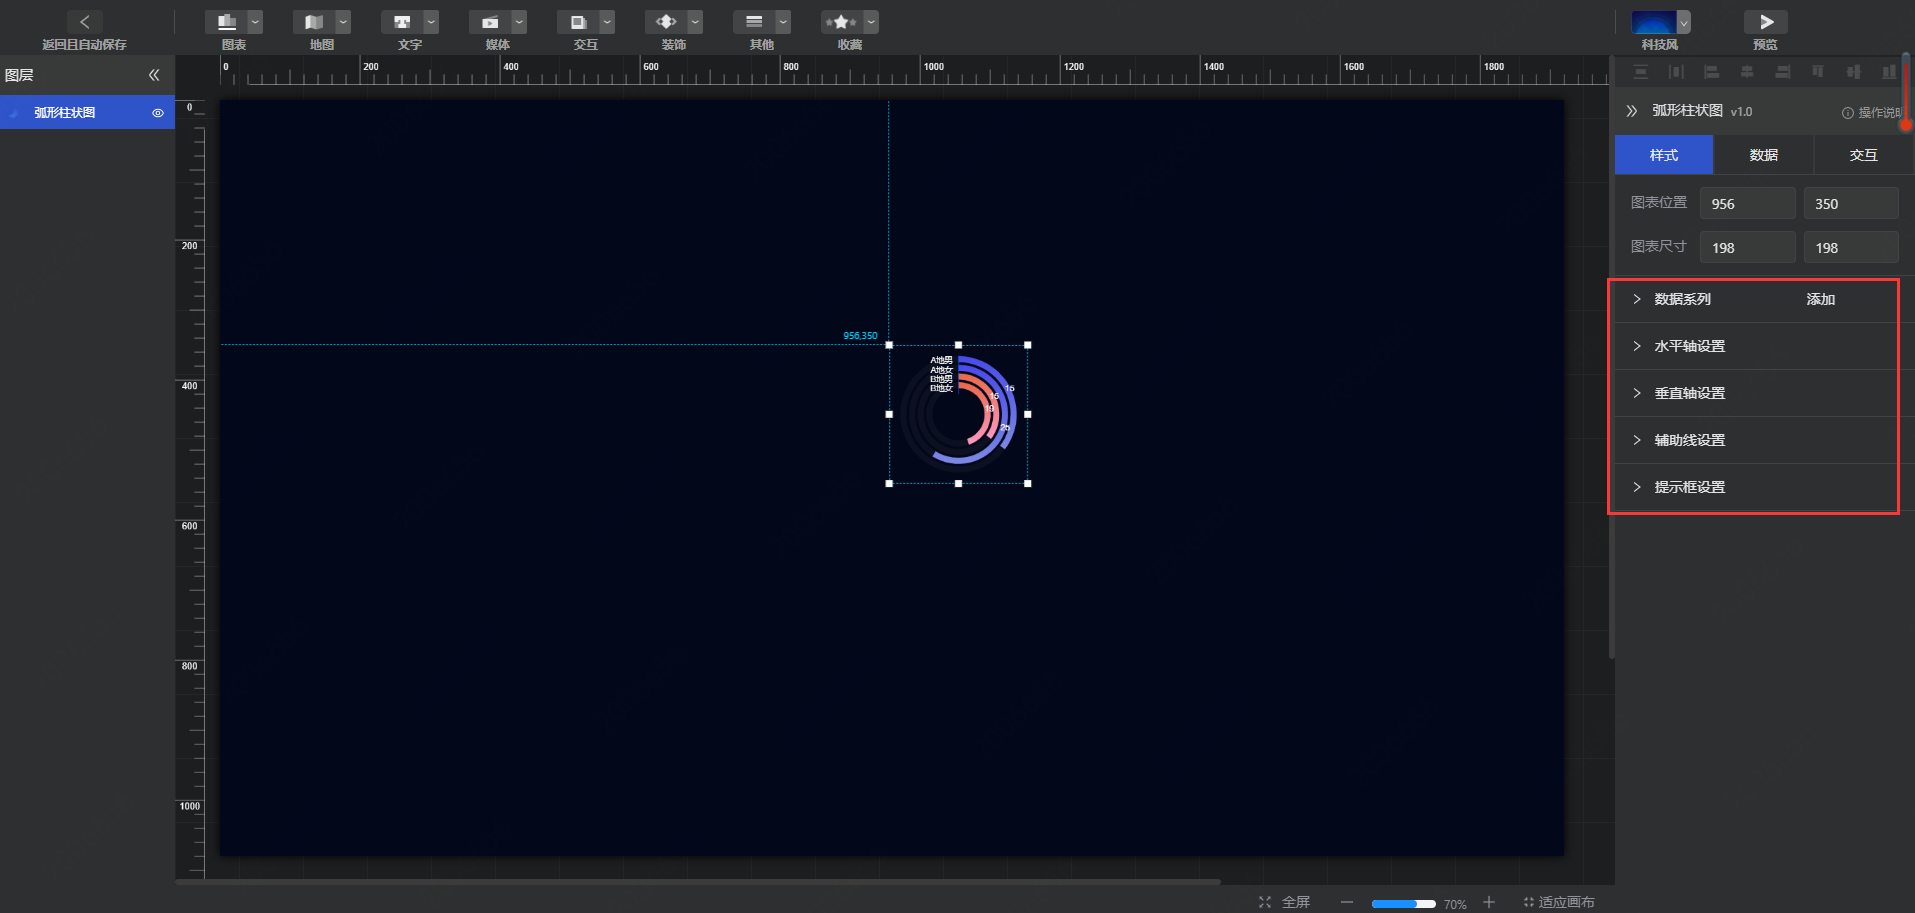 返回且自动保存
图表
地图
文字
媒体
交互
装饰
其他
收藏
科技风
预览
图层
弧形柱状图
0
200
400
600
800
1000
1200
1400
1600
1800
0
200
400
600
800
1000
956,350
A地男
A地女
B地男
B地女
15
15
19
25
弧形柱状图 v1.0
操作说明
样式
数据
交互
图表位置 956 350
图表尺寸 198 198
数据系列 添加
水平轴设置
垂直轴设置
辅助线设置
提示框设置
全屏
70%
适应画布